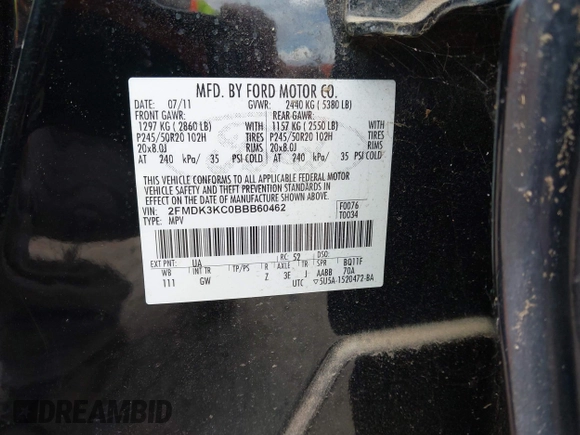 MFD. BY FORD MOTOR CO.
DATE: 07/11 GVWR: 2440 KG ( 5380 LB)
FRONT GAWR: REAR GAWR:
1297 KG ( 2860 LB) WITH 1157 KG ( 2550 LB) WITH
P245/50R20 102H TIRES P245/50R20 102H TIRES
20x8.0J RIMS 20x8.0J RIMS
AT 240 kPa/ 35 PSI COLD AT 240 kPa/ 35 PSI COLD
THIS VEHICLE CONFORMS TO ALL APPLICABLE FEDERAL MOTOR
VEHICLE SAFETY AND THEFT PREVENTION STANDARDS IN
EFFECT ON THE DATE OF MANUFACTURE SHOWN ABOVE.
VIN: 2FMDK3KC0BBB60462 F0076
TYPE: MPV T0034
EXT PNT: UA RC: 52 DSO:
WB INT TR TP/PS R AXLE TR SPR BQ11F
111 GW Z 3E J AABB 70A
UTC ▽5U5A-1520472-BA
DREAMBID